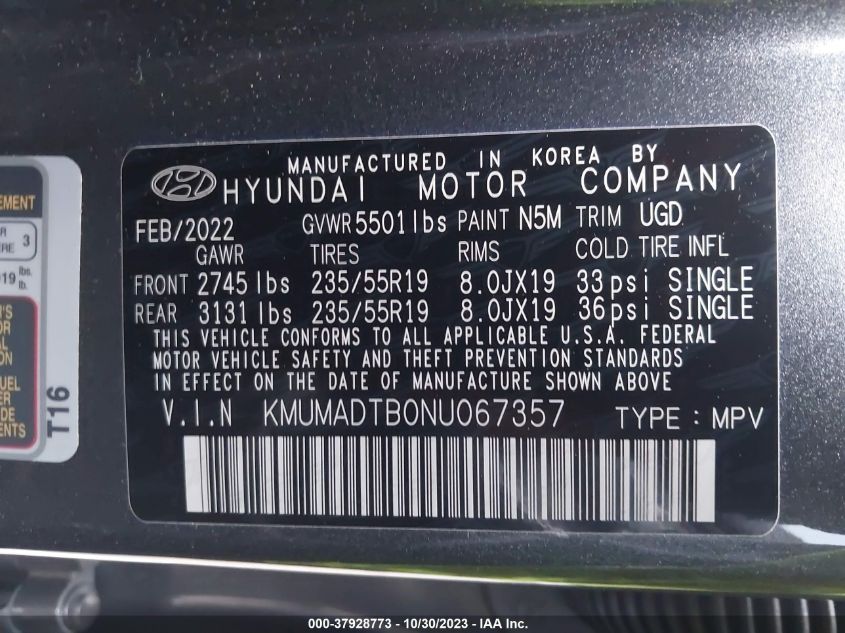 MANUFACTURED IN KOREA BY
HYUNDAI MOTOR COMPANY
FEB/2022 GVWR 5501 lbs PAINT N5M TRIM UGD
GAWR TIRES RIMS COLD TIRE INFL
FRONT 2745 lbs 235/55R19 8.0JX19 33psi SINGLE
REAR 3131 lbs 235/55R19 8.0JX19 36psi SINGLE
THIS VEHICLE CONFORMS TO ALL APPLICABLE U.S.A. FEDERAL
MOTOR VEHICLE SAFETY AND THEFT PREVENTION STANDARDS
IN EFFECT ON THE DATE OF MANUFACTURE SHOWN ABOVE
V.I.N KMUMADTB0NU067357 TYPE : MPV
3
lbs.
T16
000-37928773 - 10/30/2023 - IAA Inc.